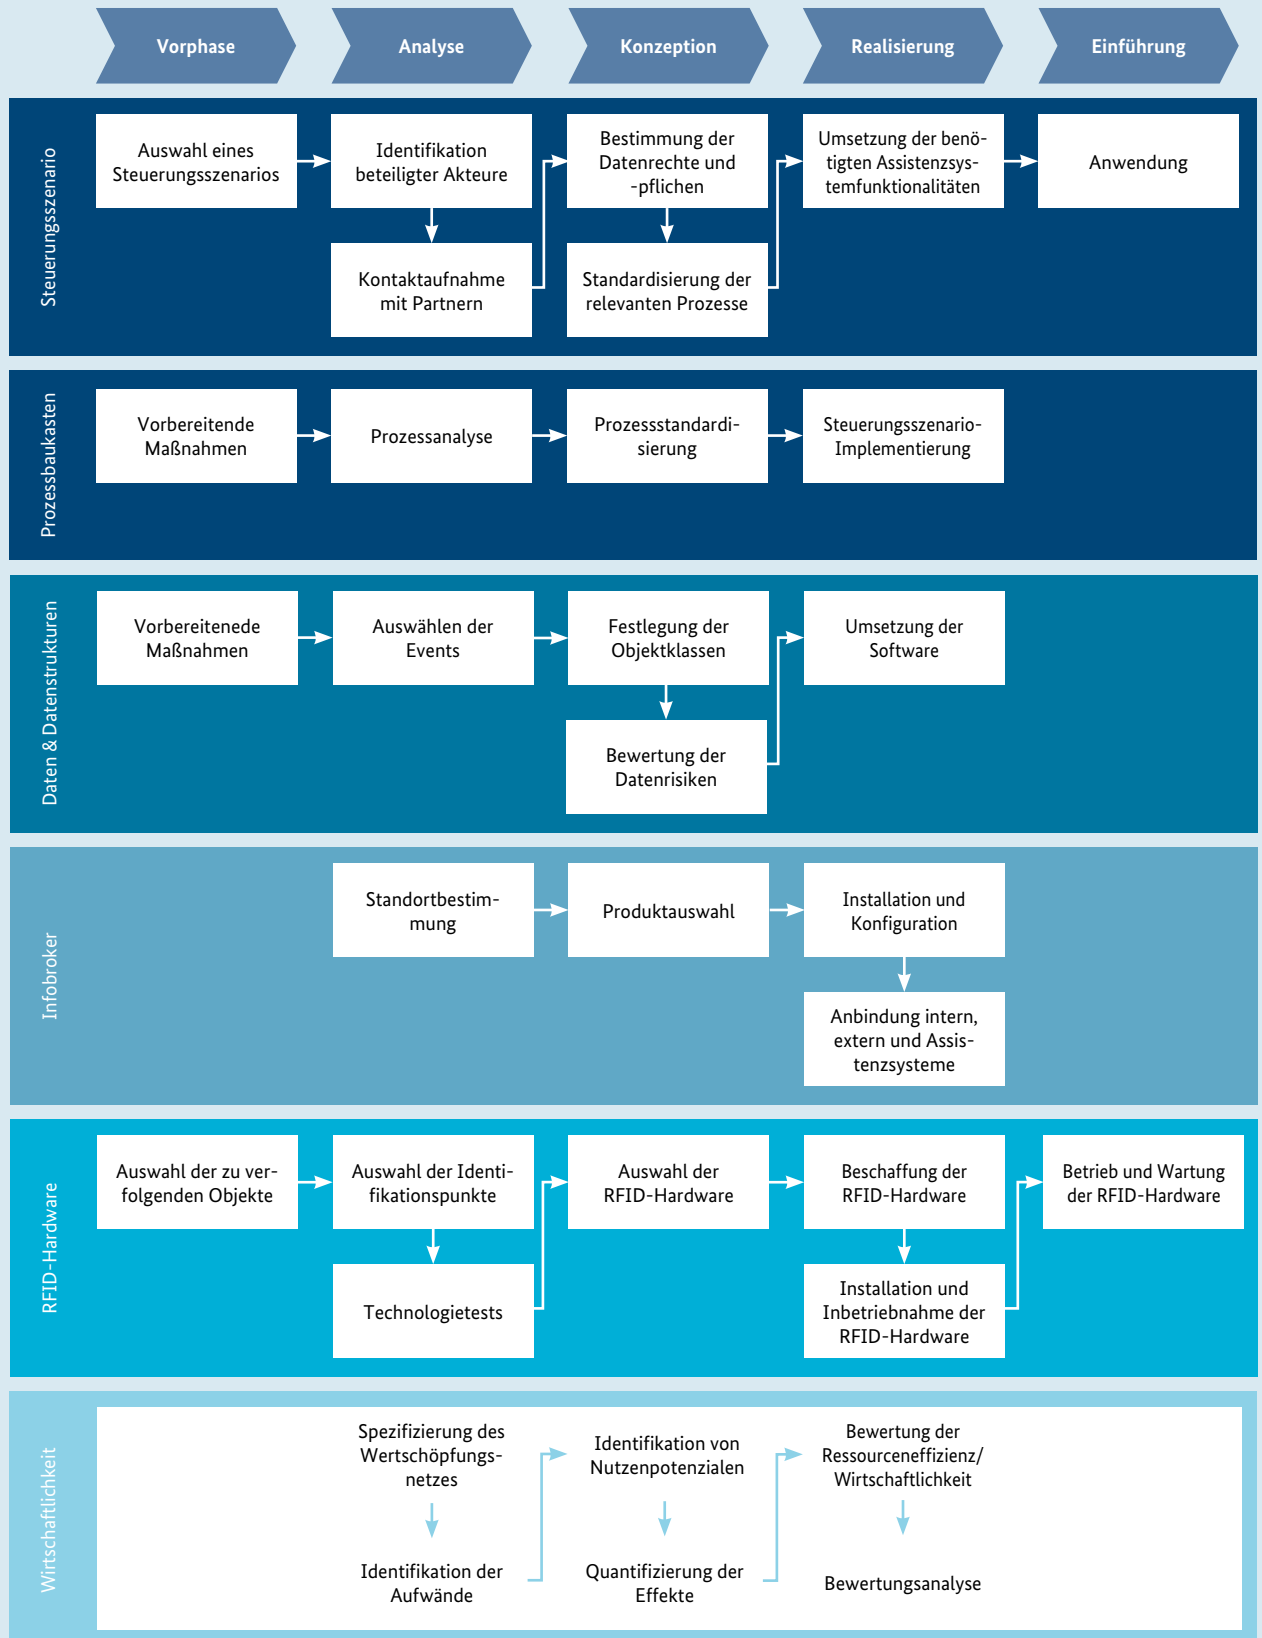 Vorphase
Analyse
Konzeption
Realisierung
Einführung
Steuerungsszenario
Auswahl eines
Steuerungsszenarios
Identifikation
beteiligter Akteure
Kontaktaufnahme
mit Partnern
Bestimmung der
Datenrechte und
-pflichen
Standardisierung der
relevanten Prozesse
Umsetzung der benö-
tigten Assistenzsys-
temfunktionalitäten
Anwendung
Prozessbaukasten
Vorbereitende
Maßnahmen
Prozessanalyse
Prozessstandardi-
sierung
Steuerungsszenario-
Implementierung
Daten & Datenstrukturen
Vorbereitenede
Maßnahmen
Auswählen der
Events
Festlegung der
Objektklassen
Bewertung der
Datenrisiken
Umsetzung der
Software
Infobroker
Standortbestim-
mung
Produktauswahl
Installation und
Konfiguration
Anbindung intern,
extern und Assis-
tenzsysteme
RFID-Hardware
Auswahl der zu ver-
folgenden Objekte
Auswahl der Identi-
fikationspunkte
Technologietests
Auswahl der
RFID-Hardware
Beschaffung der
RFID-Hardware
Installation und
Inbetriebnahme der
RFID-Hardware
Betrieb und Wartung
der RFID-Hardware
Wirtschaftlichkeit
Spezifizierung des
Wertschöpfungs-
netzes
Identifikation der
Aufwände
Identifikation von
Nutzenpotenzialen
Quantifizierung der
Effekte
Bewertung der
Ressourceneffizienz/
Wirtschaftlichkeit
Bewertungsanalyse